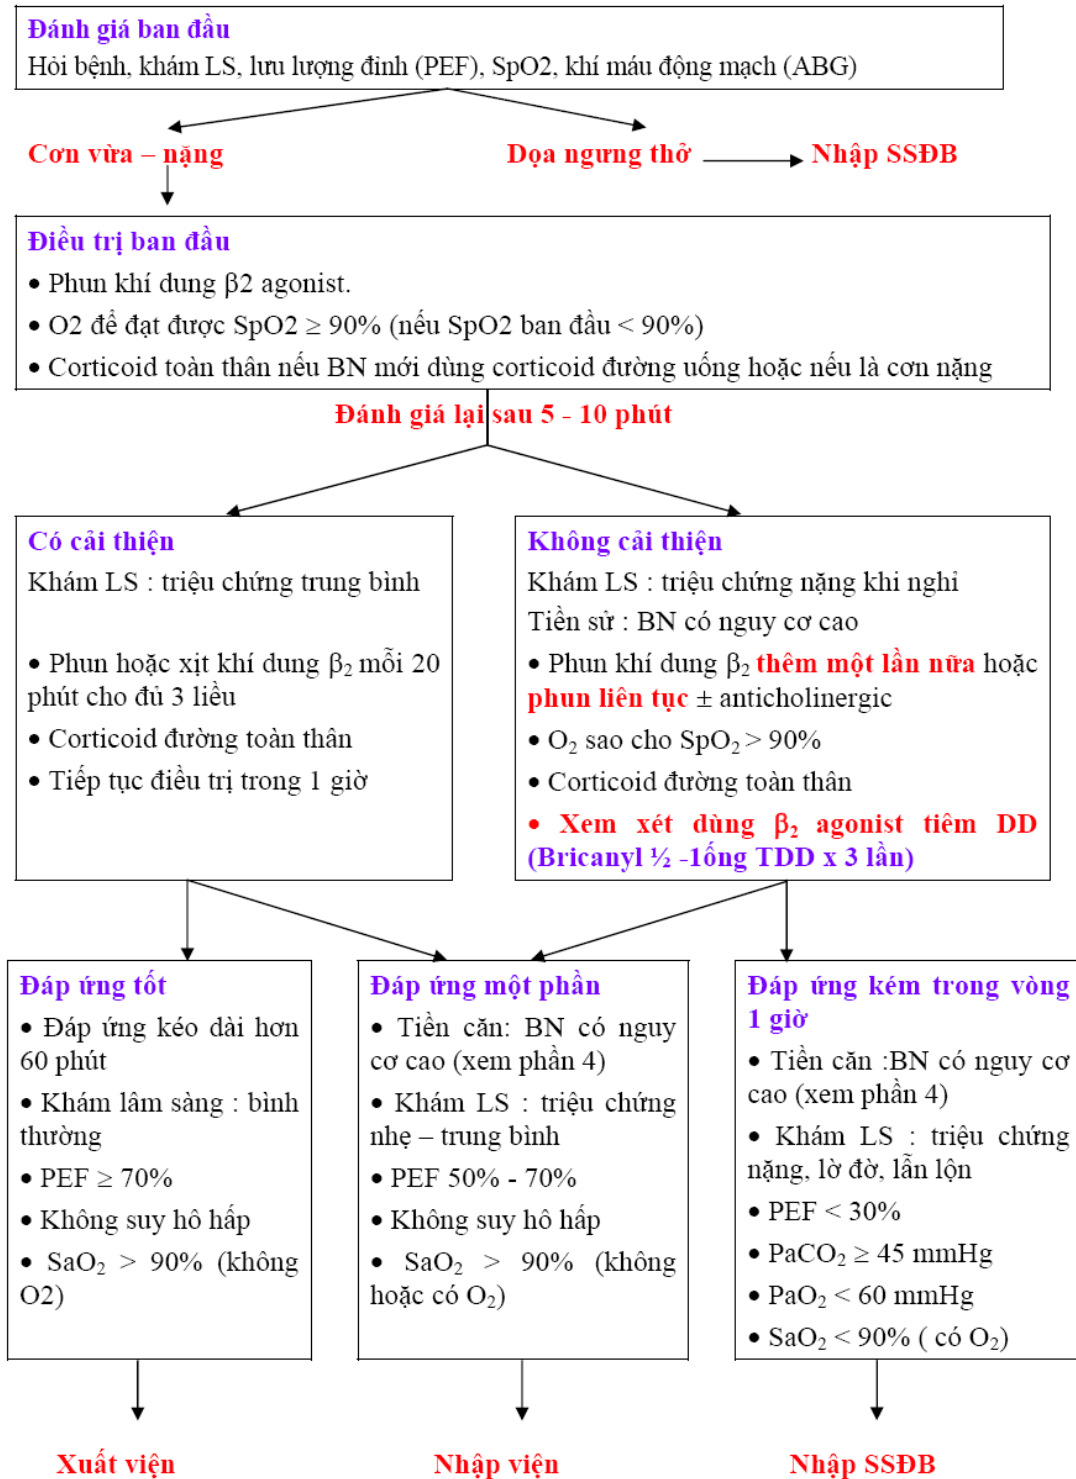 Đánh giá ban đầu
Hỏi bệnh, khám LS, lưu lượng đỉnh (PEF), SpO2, khí máu động mạch (ABG)
Cơn vừa – nặng
Dọa ngưng thở
Nhập SSĐB
Điều trị ban đầu
• Phun khí dung β2 agonist.
• O2 để đạt được SpO2 ≥ 90% (nếu SpO2 ban đầu < 90%)
• Corticoid toàn thân nếu BN mới dùng corticoid đường uống hoặc nếu là cơn nặng
Đánh giá lại sau 5 - 10 phút
Có cải thiện
Khám LS : triệu chứng trung bình
• Phun hoặc xịt khí dung β₂ mỗi 20
phút cho đủ 3 liều
• Corticoid đường toàn thân
• Tiếp tục điều trị trong 1 giờ
Không cải thiện
Khám LS : triệu chứng nặng khi nghỉ
Tiền sử : BN có nguy cơ cao
• Phun khí dung β₂ thêm một lần nữa hoặc
phun liên tục ± anticholinergic
• O₂ sao cho SpO₂ > 90%
• Corticoid đường toàn thân
• Xem xét dùng β₂ agonist tiêm DD
(Bricanyl ½ -1ống TDD x 3 lần)
Đáp ứng tốt
• Đáp ứng kéo dài hơn
60 phút
• Khám lâm sàng : bình
thường
• PEF ≥ 70%
• Không suy hô hấp
• SaO₂ > 90% (không
O2)
Đáp ứng một phần
• Tiền căn: BN có nguy
cơ cao (xem phần 4)
• Khám LS : triệu chứng
nhẹ – trung bình
• PEF 50% - 70%
• Không suy hô hấp
• SaO₂ > 90% (không
hoặc có O₂)
Đáp ứng kém trong vòng
1 giờ
• Tiền căn :BN có nguy cơ
cao (xem phần 4)
• Khám LS : triệu chứng
nặng, lờ đờ, lẫn lộn
• PEF < 30%
• PaCO₂ ≥ 45 mmHg
• PaO₂ < 60 mmHg
• SaO₂ < 90% ( có O₂)
Xuất viện
Nhập viện
Nhập SSĐB